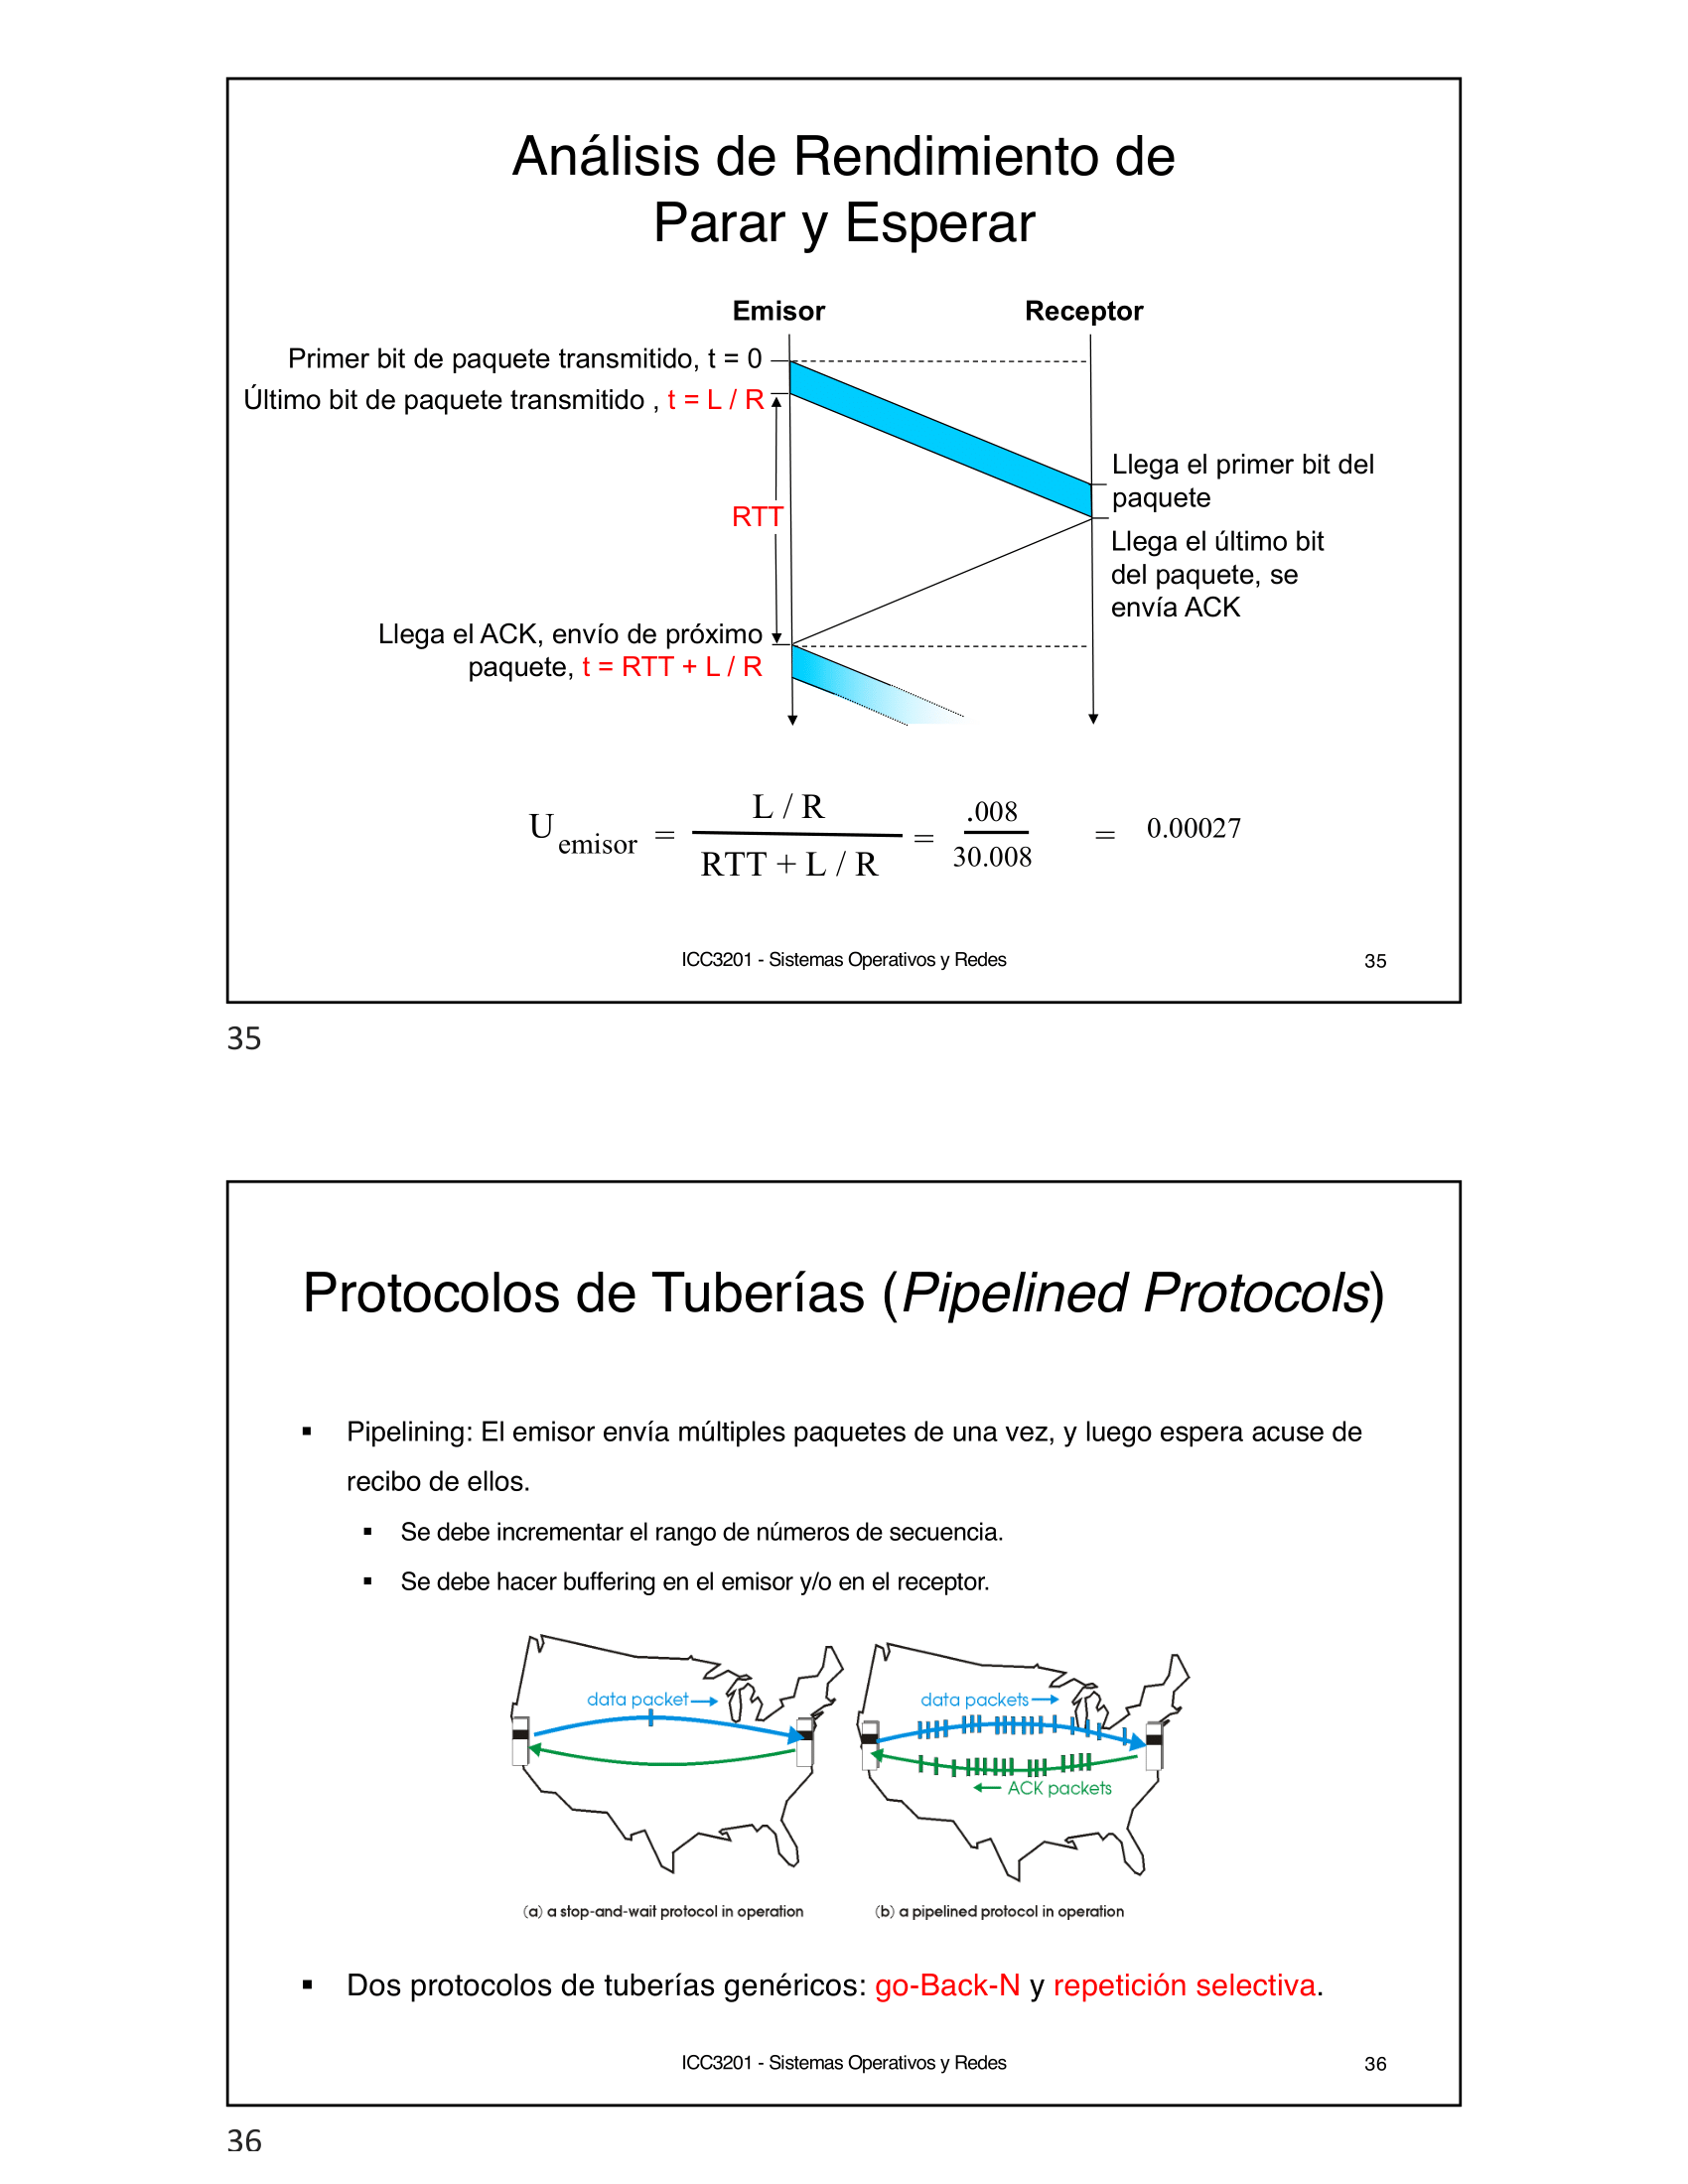 Análisis de Rendimiento de
Parar y Esperar
Emisor
Receptor
Primer bit de paquete transmitido, t = 0
Último bit de paquete transmitido , t = L / R
Llega el primer bit del
paquete
RTT
Llega el último bit
del paquete, se
envía ACK
Llega el ACK, envío de próximo
paquete, t = RTT + L / R
U emisor = L / R / RTT + L / R = .008 / 30.008 = 0.00027
ICC3201 - Sistemas Operativos y Redes
35
35
Protocolos de Tuberías (Pipelined Protocols)
▪ Pipelining: El emisor envía múltiples paquetes de una vez, y luego espera acuse de
recibo de ellos.
▪ Se debe incrementar el rango de números de secuencia.
▪ Se debe hacer buffering en el emisor y/o en el receptor.
data packet
data packets
ACK packets
(a) a stop-and-wait protocol in operation
(b) a pipelined protocol in operation
▪ Dos protocolos de tuberías genéricos: go-Back-N y repetición selectiva.
ICC3201 - Sistemas Operativos y Redes
36
36